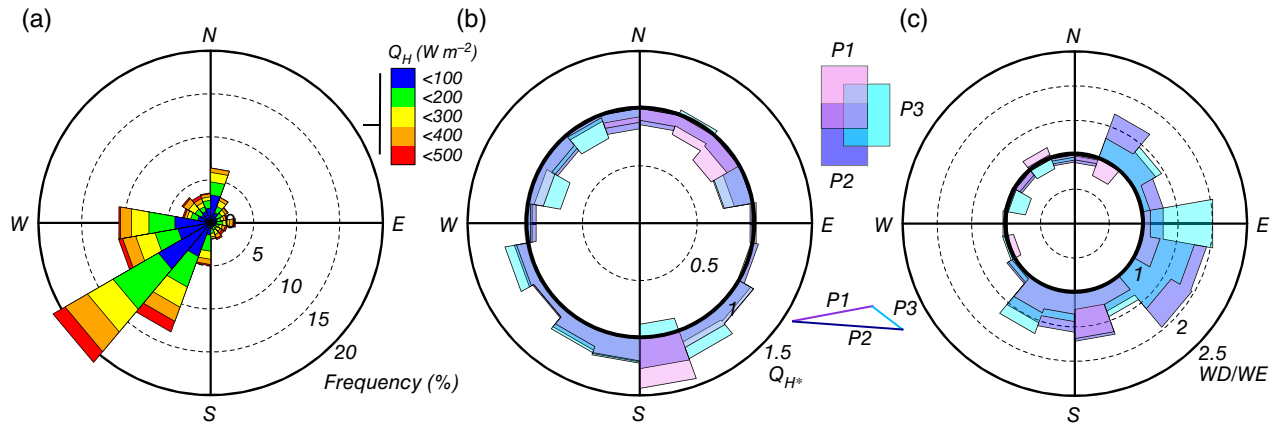 (a)
N
W
S
5
10
15
20
Frequency (%)
Q_H (W m⁻²)
<100
<200
<300
<400
<500
(b)
N
W
E
S
0.5
1
1.5
Q_H*
P1
P3
P2
P1
P3
P2
(c)
N
W
E
S
1
2
2.5
WD/WE